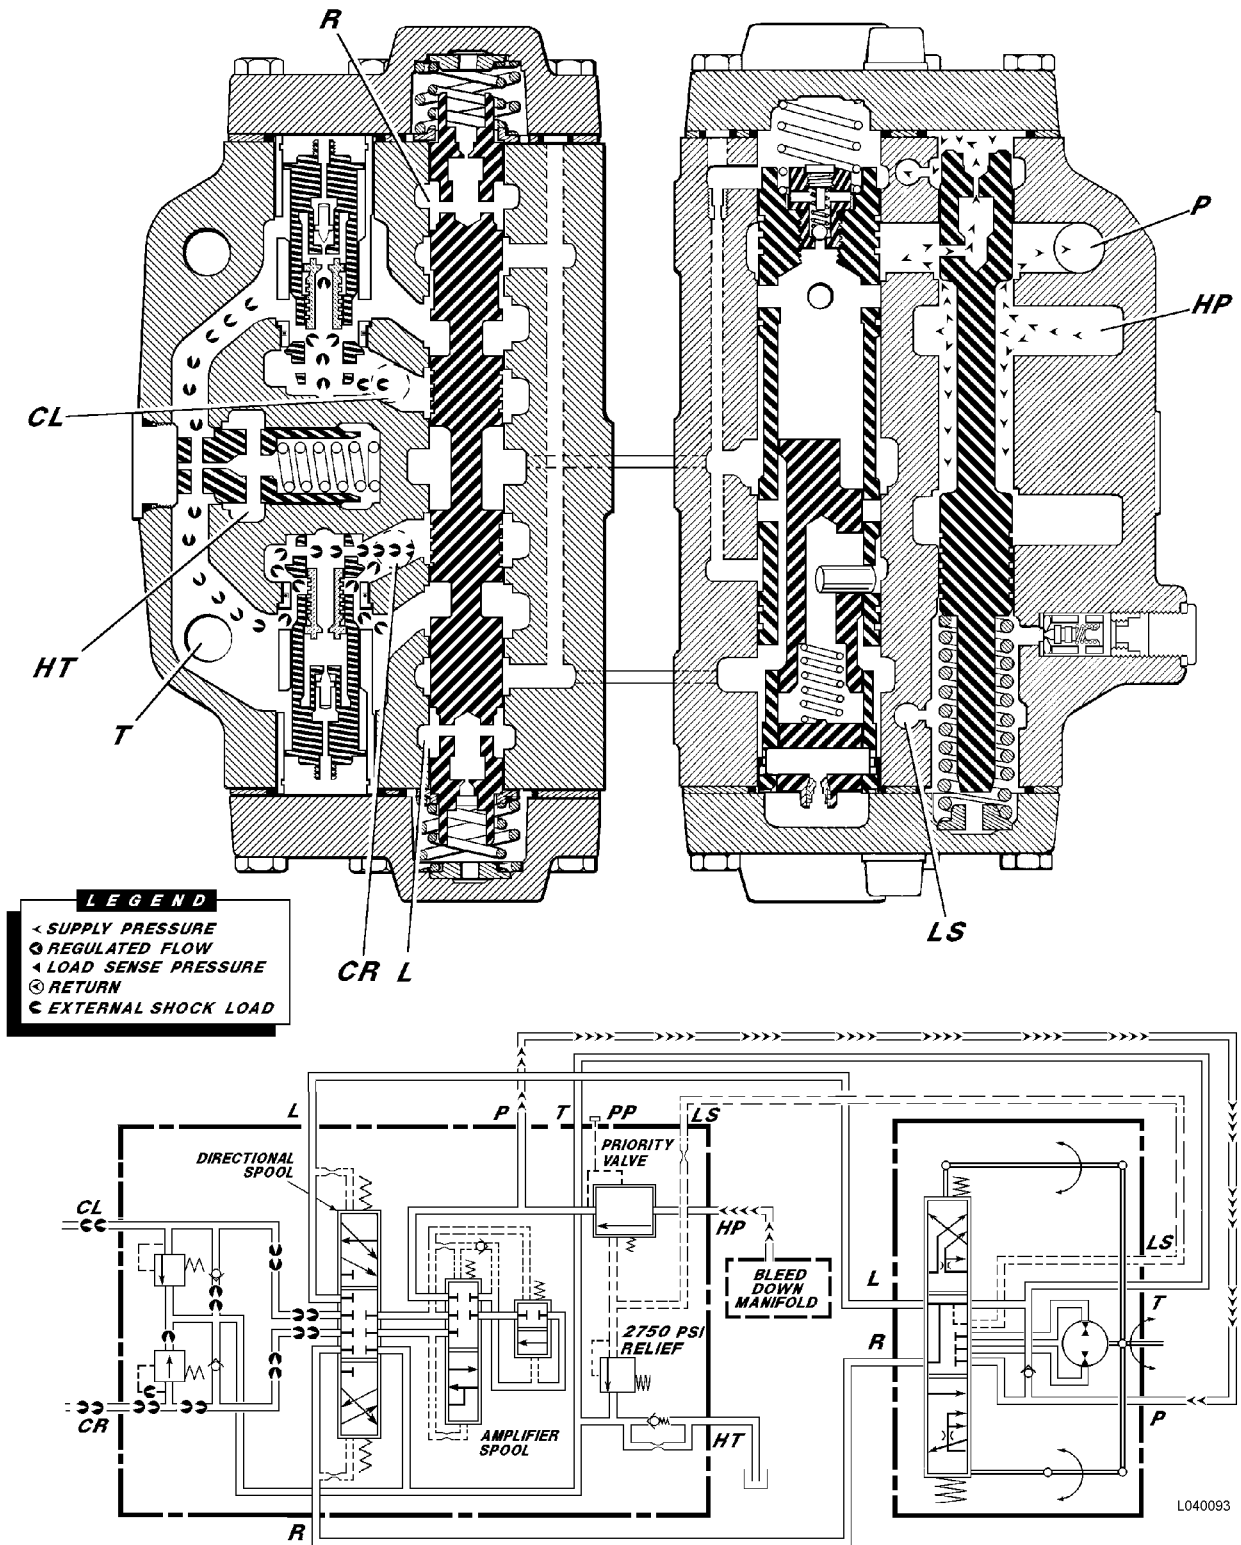 R
P
HP
CL
HT
T
LS
CR L
LEGEND
SUPPLY PRESSURE
REGULATED FLOW
LOAD SENSE PRESSURE
RETURN
EXTERNAL SHOCK LOAD
L
P
T
PP
LS
DIRECTIONAL
SPOOL
PRIORITY
VALVE
CL
HP
BLEED
DOWN
MANIFOLD
LS
L
T
2750 PSI
RELIEF
R
CR
AMPLIFIER
SPOOL
HT
P
R
L040093